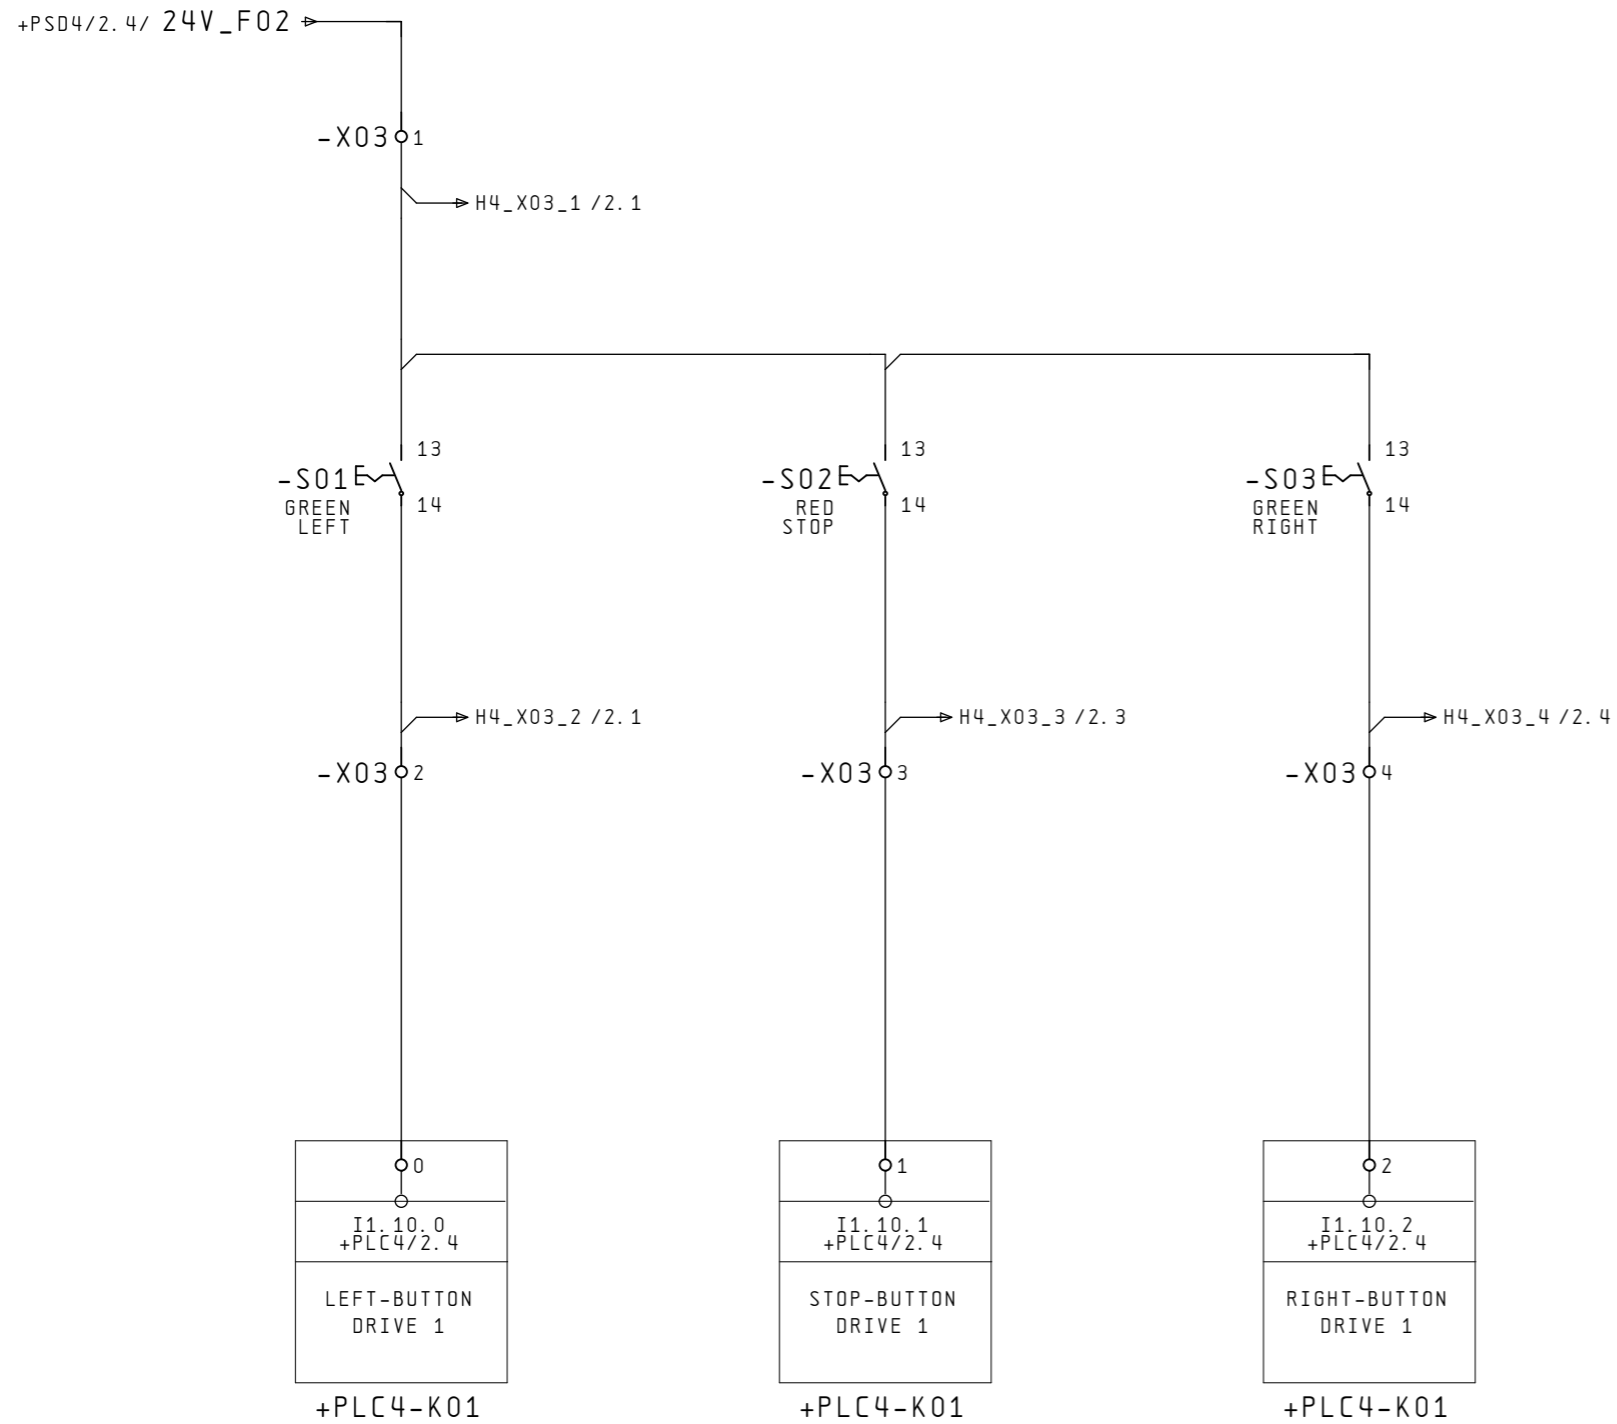 +PSD4/2.4/ 24V_F02
-X03 1
H4_X03_1 /2.1
13 13 13
-S01 -S02 -S03
GREEN RED GREEN
LEFT STOP RIGHT
14 14 14
H4_X03_2 /2.1 H4_X03_3 /2.3 H4_X03_4 /2.4
-X03 2 -X03 3 -X03 4
0 1 2
I1.10.0 I1.10.1 I1.10.2
+PLC4/2.4 +PLC4/2.4 +PLC4/2.4
LEFT-BUTTON STOP-BUTTON RIGHT-BUTTON
DRIVE 1 DRIVE 1 DRIVE 1
+PLC4-K01 +PLC4-K01 +PLC4-K01